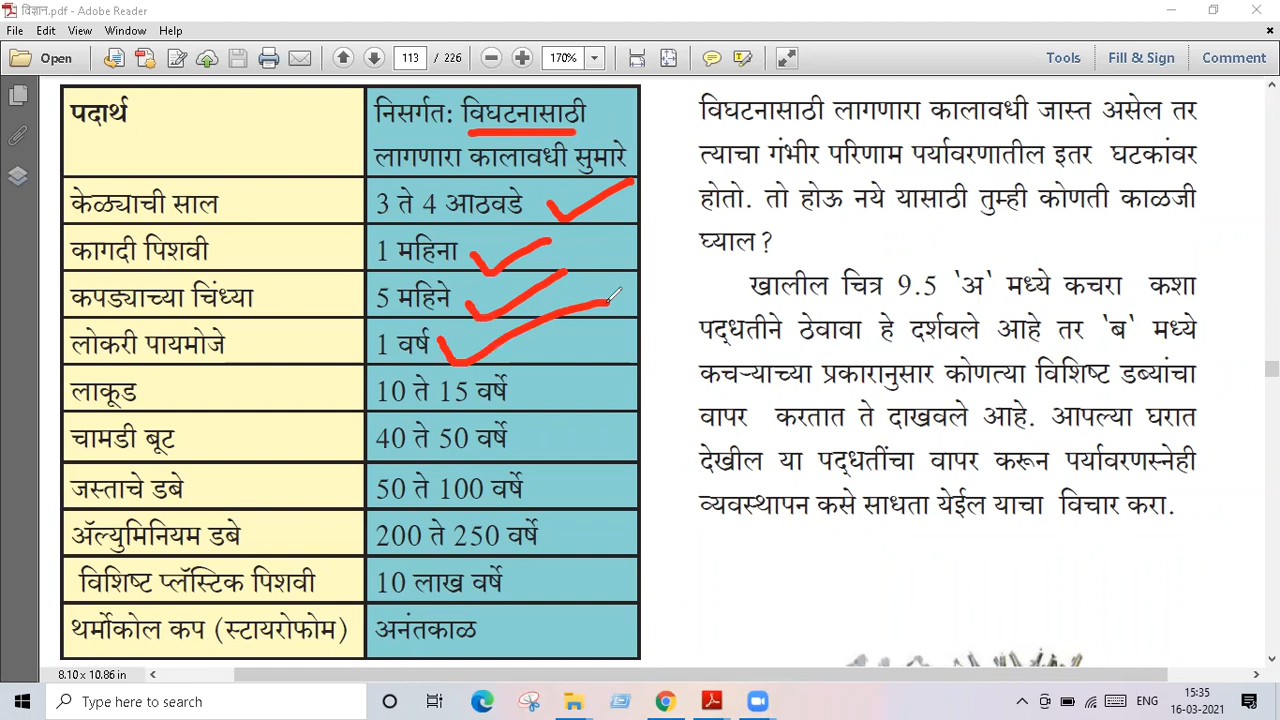 विज्ञान.pdf - Adobe Reader
File Edit View Window Help
Open 113 / 226 170% Tools Fill & Sign Comment
पदार्थ
निसर्गत: विघटनासाठी
लागणारा कालावधी सुमारे
केळ्याची साल 3 ते 4 आठवडे
कागदी पिशवी 1 महिना
कपड्याच्या चिंध्या 5 महिने
लोकरी पायमोजे 1 वर्ष
लाकूड 10 ते 15 वर्षे
चामडी बूट 40 ते 50 वर्षे
जस्ताचे डबे 50 ते 100 वर्षे
ॲल्युमिनियम डबे 200 ते 250 वर्षे
विशिष्ट प्लॅस्टिक पिशवी 10 लाख वर्षे
थर्मोकोल कप (स्टायरोफोम) अनंतकाळ
विघटनासाठी लागणारा कालावधी जास्त असेल तर
त्याचा गंभीर परिणाम पर्यावरणातील इतर घटकांवर
होतो. तो होऊ नये यासाठी तुम्ही कोणती काळजी
घ्याल ?
खालील चित्र 9.5 'अ' मध्ये कचरा कशा
पद्धतीने ठेवावा हे दर्शवले आहे तर 'ब' मध्ये
कचऱ्याच्या प्रकारानुसार कोणत्या विशिष्ट डब्यांचा
वापर करतात ते दाखवले आहे. आपल्या घरात
देखील या पद्धतींचा वापर करून पर्यावरणस्नेही
व्यवस्थापन कसे साधता येईल याचा विचार करा.
8.10 x 10.86 in
Type here to search
ENG
15:35
16-03-2021